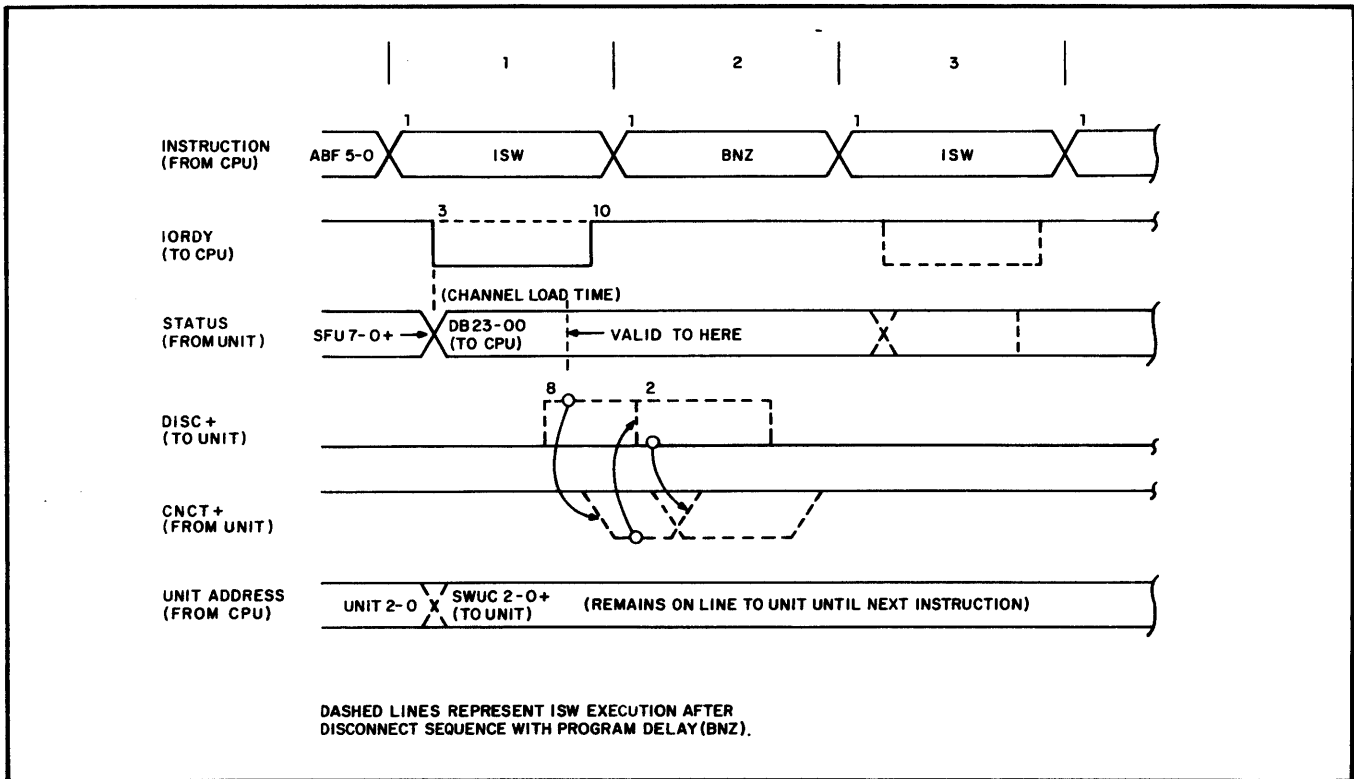 1 2 3
INSTRUCTION
(FROM CPU)
ABF 5-0
1
ISW
1
BNZ
1
ISW
1
IORDY
(TO CPU)
3
10
(CHANNEL LOAD TIME)
STATUS
(FROM UNIT)
SFU 7-0+
DB 23-00
(TO CPU)
VALID TO HERE
DISC+
(TO UNIT)
8
2
CNCT+
(FROM UNIT)
UNIT ADDRESS
(FROM CPU)
UNIT 2-0
SWUC 2-0+
(TO UNIT)
(REMAINS ON LINE TO UNIT UNTIL NEXT INSTRUCTION)
DASHED LINES REPRESENT ISW EXECUTION AFTER
DISCONNECT SEQUENCE WITH PROGRAM DELAY(BNZ).